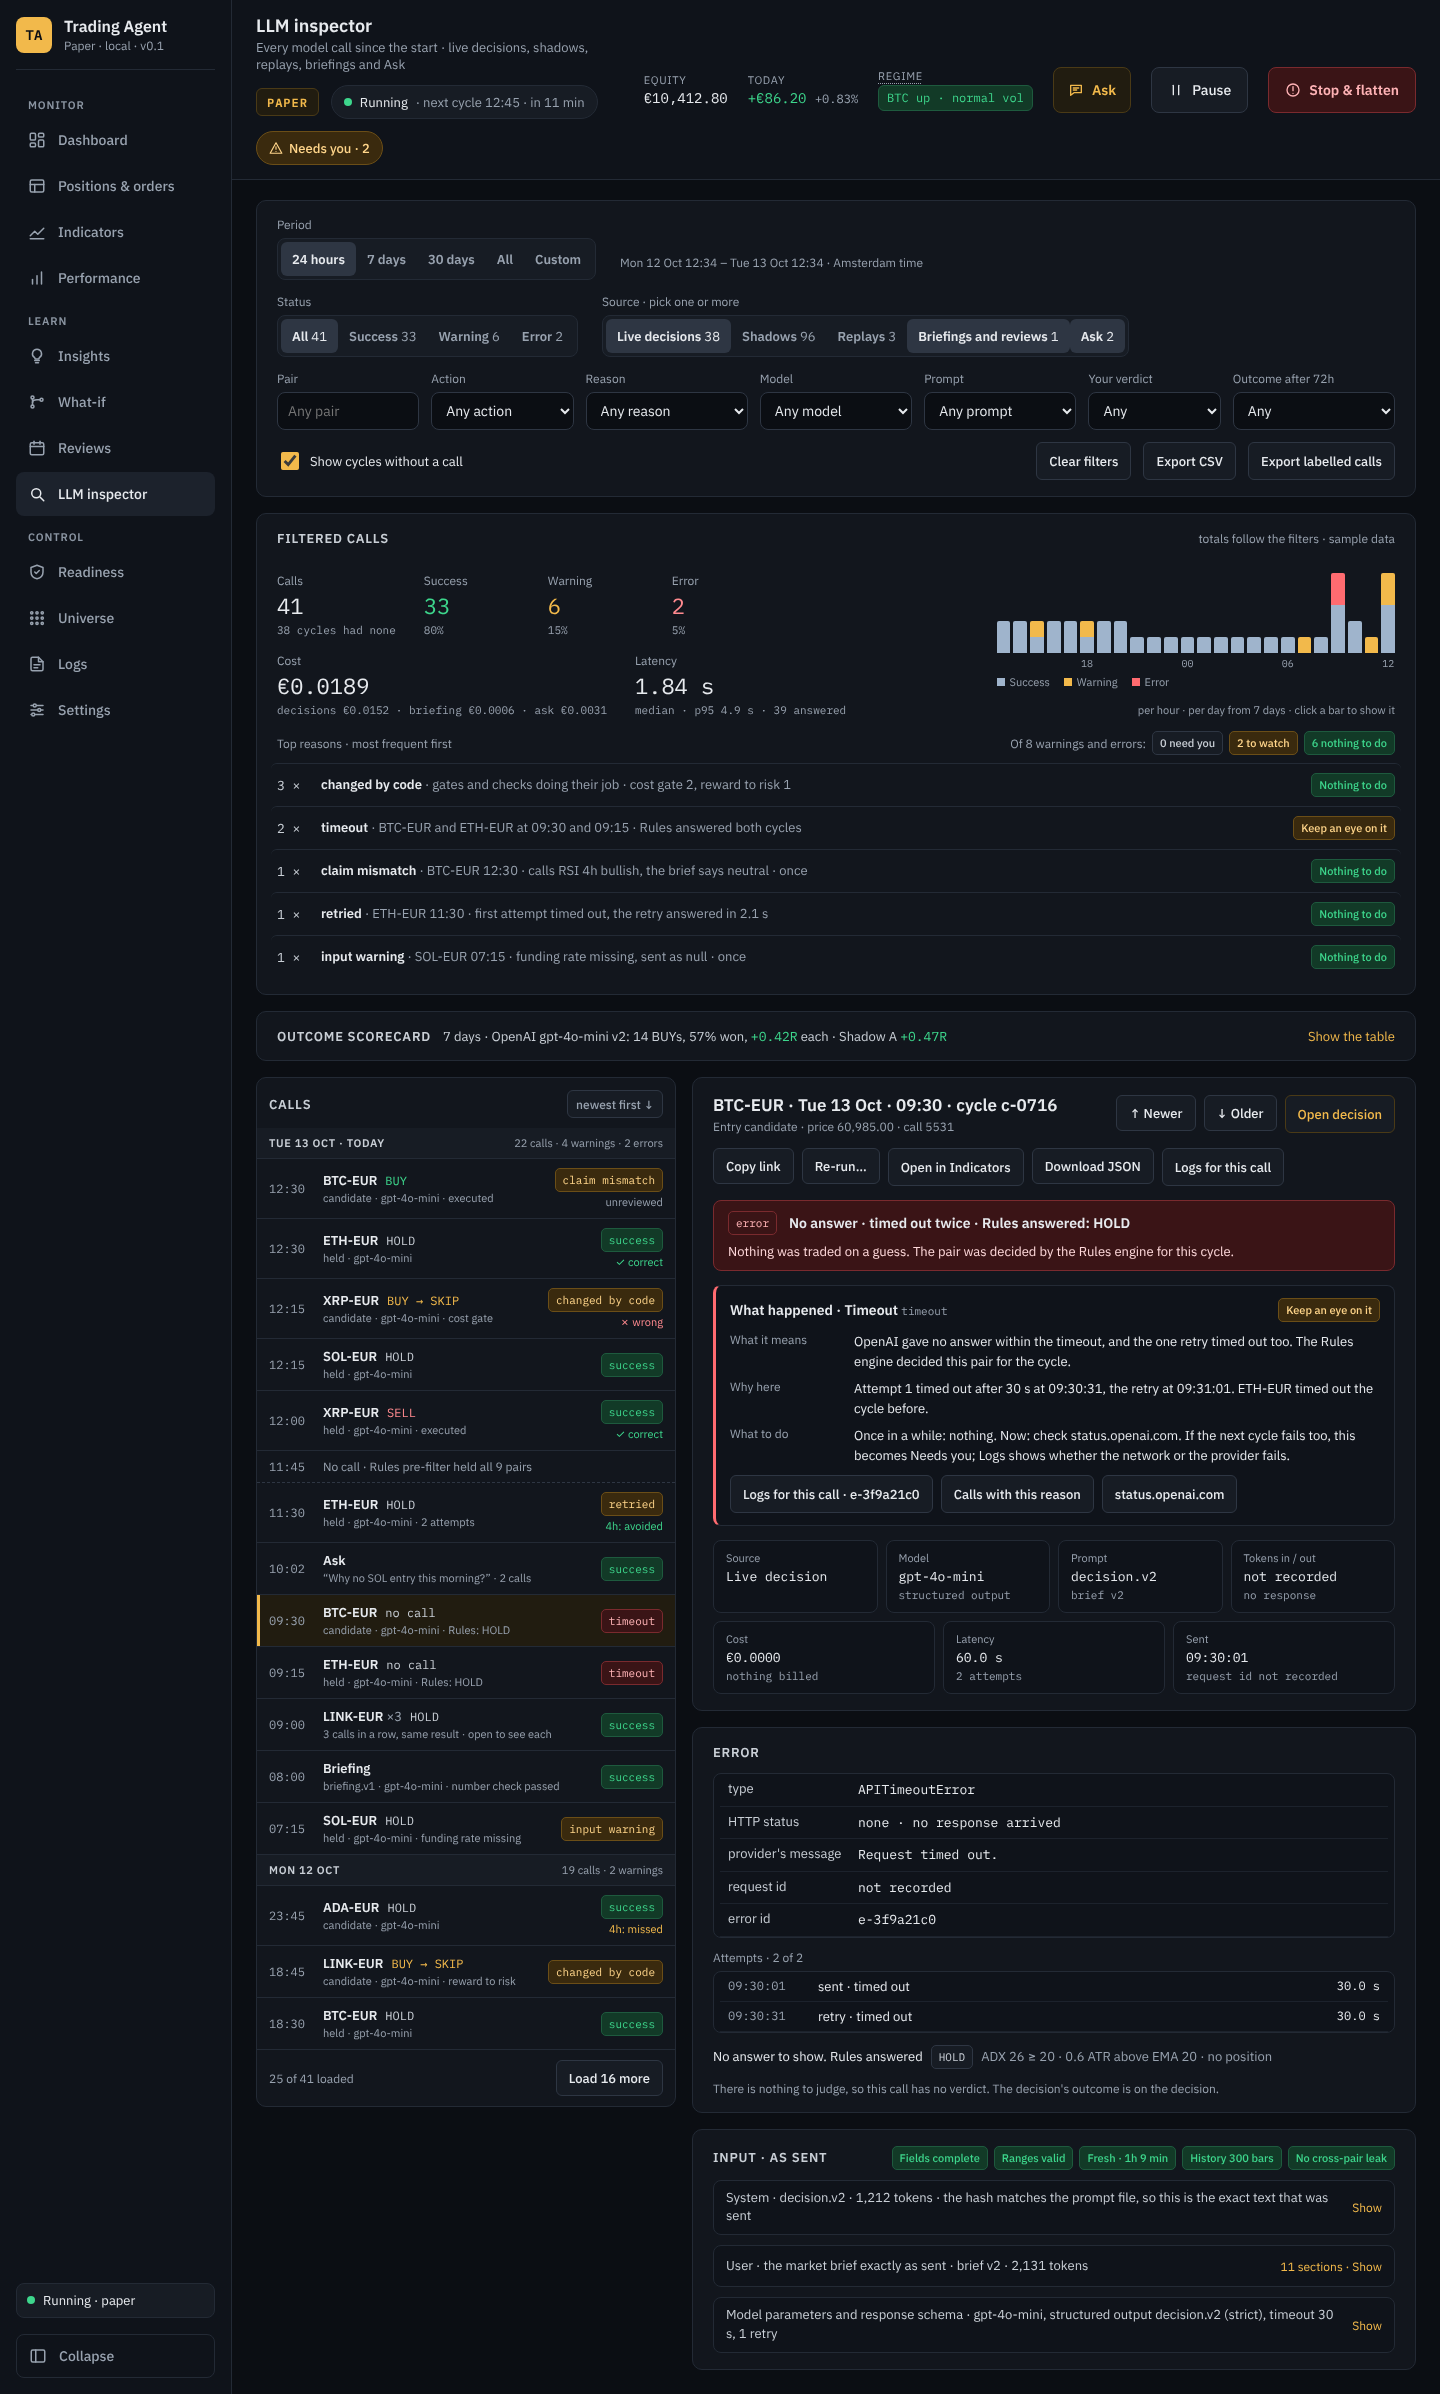 TA
Trading Agent
Paper · local · v0.1
MONITOR
Dashboard
Positions & orders
Indicators
Performance
LEARN
Insights
What-if
Reviews
LLM inspector
CONTROL
Readiness
Universe
Logs
Settings
Running · paper
Collapse
LLM inspector
Every model call since the start · live decisions, shadows,
replays, briefings and Ask
PAPER
Running · next cycle 12:45 · in 11 min
Needs you · 2
EQUITY
€10,412.80
TODAY
+€86.20 +0.83%
REGIME
BTC up · normal vol
Ask
Pause
Stop & flatten
Period
24 hours 7 days 30 days All Custom
Mon 12 Oct 12:34 – Tue 13 Oct 12:34 · Amsterdam time
Status
All 41 Success 33 Warning 6 Error 2
Source · pick one or more
Live decisions 38 Shadows 96 Replays 3 Briefings and reviews 1 Ask 2
Pair
Any pair
Action
Any action
Reason
Any reason
Model
Any model
Prompt
Any prompt
Your verdict
Any
Outcome after 72h
Any
Show cycles without a call
Clear filters
Export CSV
Export labelled calls
FILTERED CALLS
totals follow the filters · sample data
Calls
41
38 cycles had none
Success
33
80%
Warning
6
15%
Error
2
5%
Cost
€0.0189
decisions €0.0152 · briefing €0.0006 · ask €0.0031
Latency
1.84 s
median · p95 4.9 s · 39 answered
18 00 06 12
Success Warning Error
per hour · per day from 7 days · click a bar to show it
Top reasons · most frequent first
Of 8 warnings and errors: 0 need you 2 to watch 6 nothing to do
3 × changed by code · gates and checks doing their job · cost gate 2, reward to risk 1 Nothing to do
2 × timeout · BTC-EUR and ETH-EUR at 09:30 and 09:15 · Rules answered both cycles Keep an eye on it
1 × claim mismatch · BTC-EUR 12:30 · calls RSI 4h bullish, the brief says neutral · once Nothing to do
1 × retried · ETH-EUR 11:30 · first attempt timed out, the retry answered in 2.1 s Nothing to do
1 × input warning · SOL-EUR 07:15 · funding rate missing, sent as null · once Nothing to do
OUTCOME SCORECARD 7 days · OpenAI gpt-4o-mini v2: 14 BUYs, 57% won, +0.42R each · Shadow A +0.47R Show the table
CALLS
newest first ↓
TUE 13 OCT · TODAY 22 calls · 4 warnings · 2 errors
12:30 BTC-EUR BUY claim mismatch
candidate · gpt-4o-mini · executed unreviewed
12:30 ETH-EUR HOLD success
held · gpt-4o-mini ✓ correct
12:15 XRP-EUR BUY → SKIP changed by code
candidate · gpt-4o-mini · cost gate × wrong
12:15 SOL-EUR HOLD success
held · gpt-4o-mini
12:00 XRP-EUR SELL success
held · gpt-4o-mini · executed ✓ correct
11:45 No call · Rules pre-filter held all 9 pairs
11:30 ETH-EUR HOLD retried
held · gpt-4o-mini · 2 attempts 4h: avoided
10:02 Ask success
“Why no SOL entry this morning?” · 2 calls
09:30 BTC-EUR no call timeout
candidate · gpt-4o-mini · Rules: HOLD
09:15 ETH-EUR no call timeout
held · gpt-4o-mini · Rules: HOLD
09:00 LINK-EUR ×3 HOLD success
3 calls in a row, same result · open to see each
08:00 Briefing success
briefing.v1 · gpt-4o-mini · number check passed
07:15 SOL-EUR HOLD input warning
held · gpt-4o-mini · funding rate missing
MON 12 OCT 19 calls · 2 warnings
23:45 ADA-EUR HOLD success
candidate · gpt-4o-mini 4h: missed
18:45 LINK-EUR BUY → SKIP changed by code
candidate · gpt-4o-mini · reward to risk
18:30 BTC-EUR HOLD success
held · gpt-4o-mini
25 of 41 loaded
Load 16 more
BTC-EUR · Tue 13 Oct · 09:30 · cycle c-0716
Entry candidate · price 60,985.00 · call 5531
↑ Newer
↓ Older
Open decision
Copy link
Re-run...
Open in Indicators
Download JSON
Logs for this call
error No answer · timed out twice · Rules answered: HOLD
Nothing was traded on a guess. The pair was decided by the Rules engine for this cycle.
What happened · Timeout timeout
Keep an eye on it
What it means OpenAI gave no answer within the timeout, and the one retry timed out too. The Rules
engine decided this pair for the cycle.
Why here Attempt 1 timed out after 30 s at 09:30:31, the retry at 09:31:01. ETH-EUR timed out the
cycle before.
What to do Once in a while: nothing. Now: check status.openai.com. If the next cycle fails too, this
becomes Needs you; Logs shows whether the network or the provider fails.
Logs for this call · e-3f9a21c0
Calls with this reason
status.openai.com
Source
Live decision
Model
gpt-4o-mini
structured output
Prompt
decision.v2
brief v2
Tokens in / out
not recorded
no response
Cost
€0.0000
nothing billed
Latency
60.0 s
2 attempts
Sent
09:30:01
request id not recorded
ERROR
type APITimeoutError
HTTP status none · no response arrived
provider's message Request timed out.
request id not recorded
error id e-3f9a21c0
Attempts · 2 of 2
09:30:01 sent · timed out 30.0 s
09:30:31 retry · timed out 30.0 s
No answer to show. Rules answered HOLD ADX 26 ≥ 20 · 0.6 ATR above EMA 20 · no position
There is nothing to judge, so this call has no verdict. The decision's outcome is on the decision.
INPUT · AS SENT
Fields complete Ranges valid Fresh · 1h 9 min History 300 bars No cross-pair leak
System · decision.v2 · 1,212 tokens · the hash matches the prompt file, so this is the exact text that was
sent
Show
User · the market brief exactly as sent · brief v2 · 2,131 tokens
11 sections · Show
Model parameters and response schema · gpt-4o-mini, structured output decision.v2 (strict), timeout 30
s, 1 retry
Show